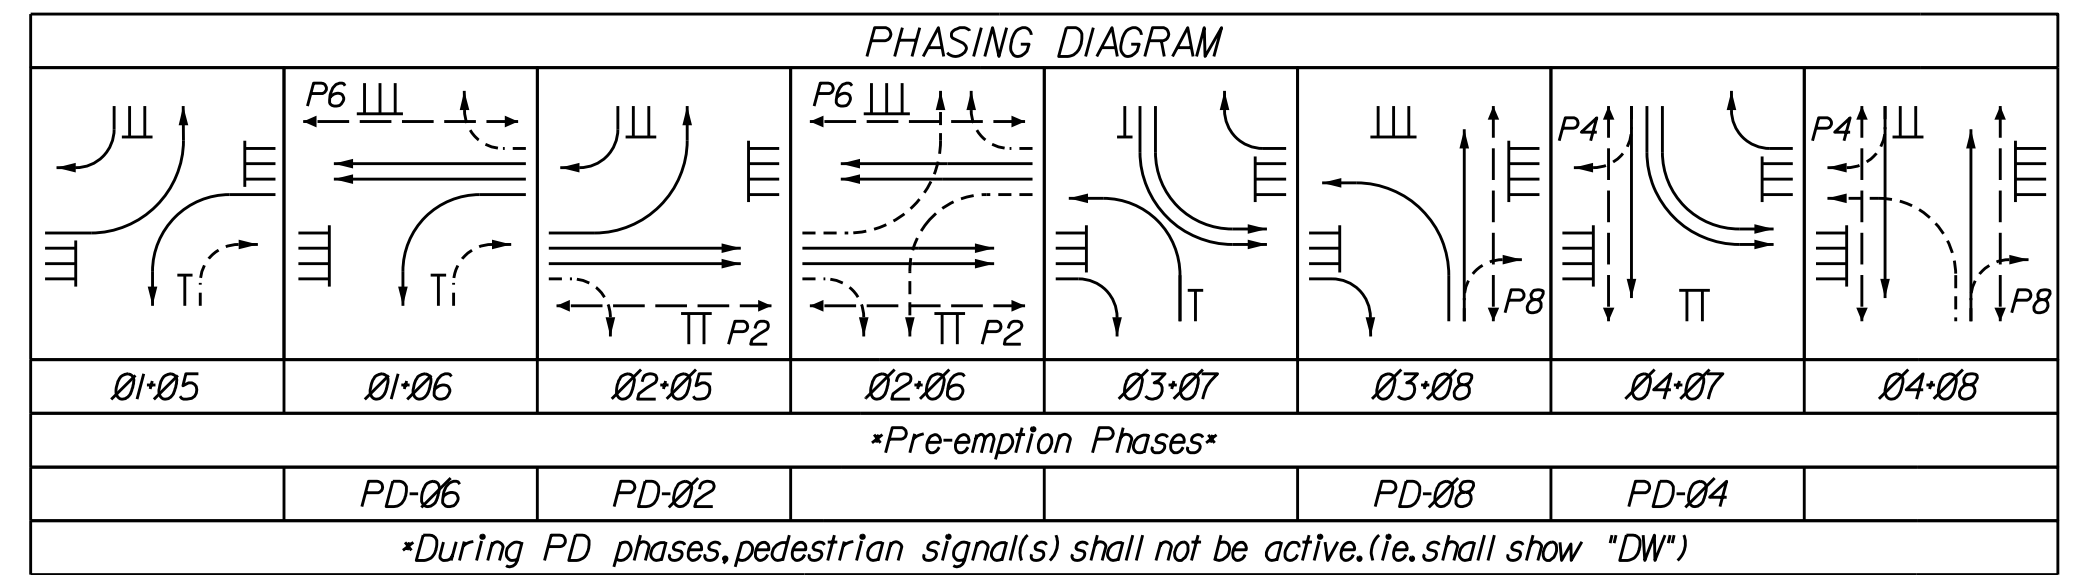 PHASING DIAGRAM
P6 P6 P4 P4
P2 P2 P8 P8
Ø1+Ø5 Ø1+Ø6 Ø2+Ø5 Ø2+Ø6 Ø3+Ø7 Ø3+Ø8 Ø4+Ø7 Ø4+Ø8
*Pre-emption Phases*
PD-Ø6 PD-Ø2 PD-Ø8 PD-Ø4
*During PD phases,pedestrian signal(s) shall not be active.(ie.shall show "DW")